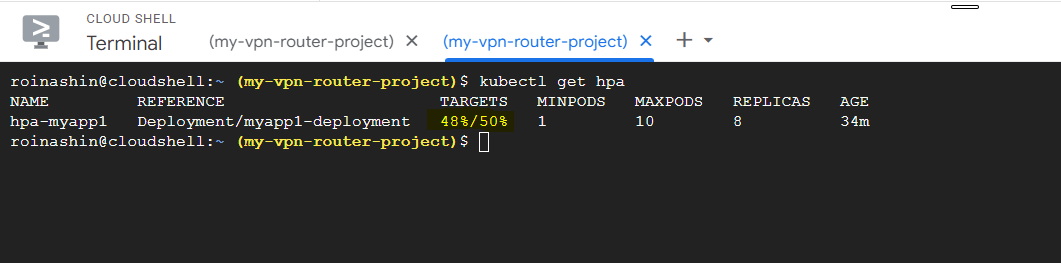 CLOUD SHELL
Terminal
(my-vpn-router-project) × (my-vpn-router-project) × +
roinashin@cloudshell:~ (my-vpn-router-project)$ kubectl get hpa
NAME REFERENCE TARGETS MINPODS MAXPODS REPLICAS AGE
hpa-myapp1 Deployment/myapp1-deployment 48%/50% 1 10 8 34m
roinashin@cloudshell:~ (my-vpn-router-project)$